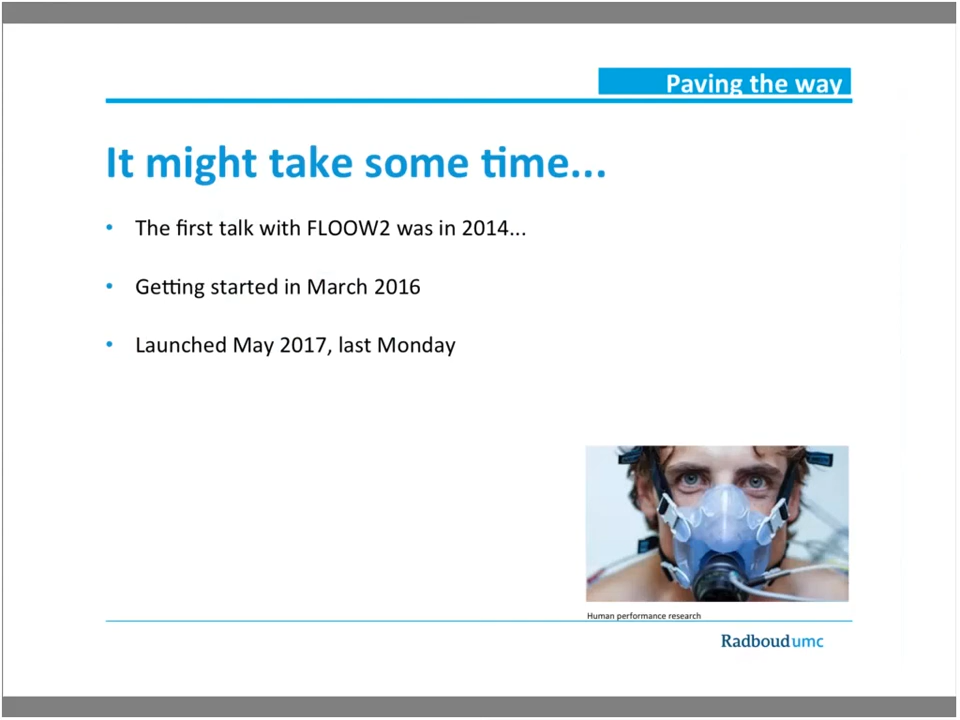 Paving the way
It might take some time...
• The first talk with FLOOW2 was in 2014...
• Getting started in March 2016
• Launched May 2017, last Monday
Human performance research
Radboudumc